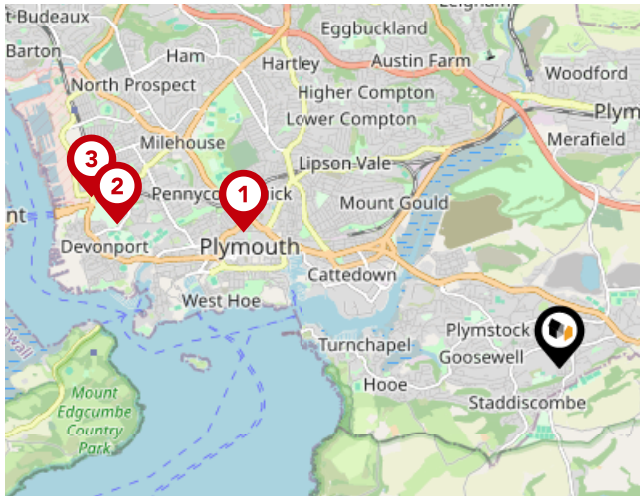 t-Budeaux
Eggbuckland
Barton
Ham
Hartley
Austin Farm
Woodford
North Prospect
Higher Compton
Plym
Lower Compton
Merafield
Milehouse
3
Lipson Vale
2
Pennyco
ick
1
Mount Gould
nt
Devonport
Plymouth
Cattedown
West Hoe
Plymstock
Turnchapel
Goosewell
Hooe
Staddiscombe
Mount
Edgcumbe
Country
Park